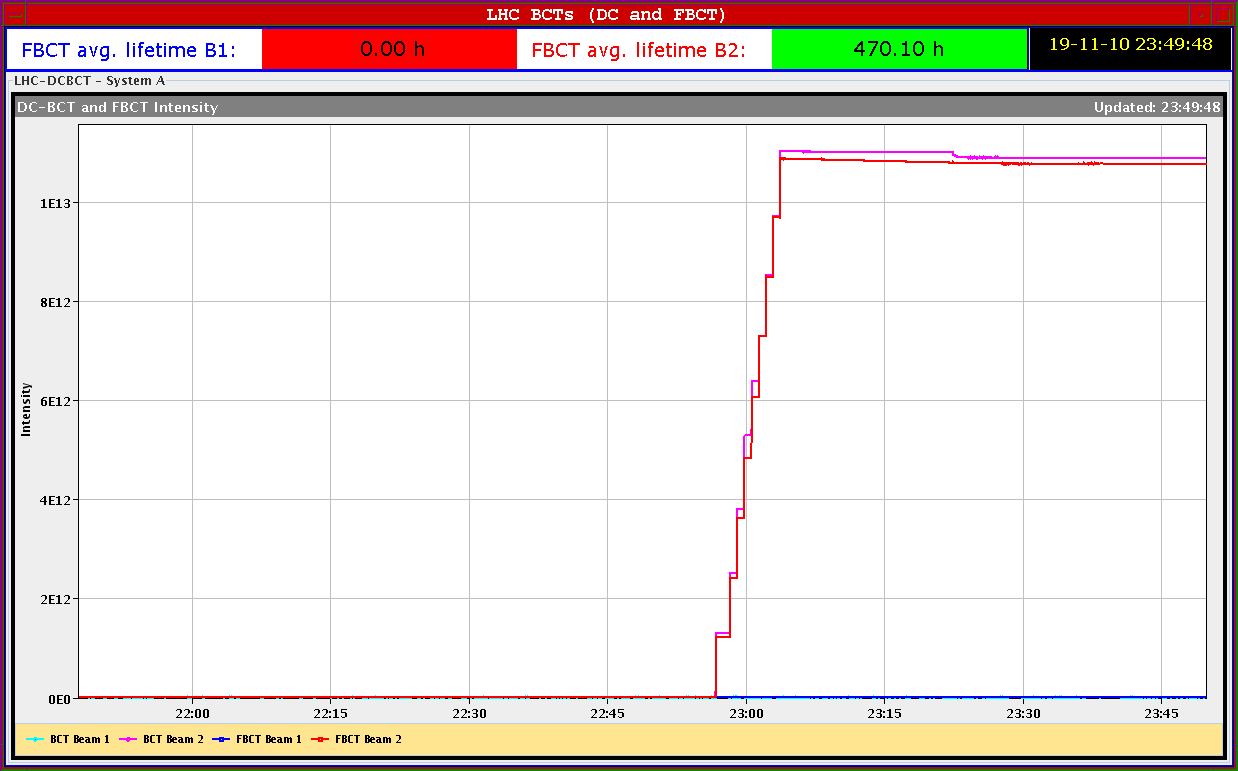 LHC BCTs (DC and FBCT)
FBCT avg. lifetime B1: 0.00 h FBCT avg. lifetime B2: 470.10 h 19-11-10 23:49:48
LHC-DCBCT - System A
DC-BCT and FBCT Intensity Updated: 23:49:48
1E13
8E12
6E12
Intensity
4E12
2E12
0E0
22:00 22:15 22:30 22:45 23:00 23:15 23:30 23:45
BCT Beam 1 BCT Beam 2 FBCT Beam 1 FBCT Beam 2